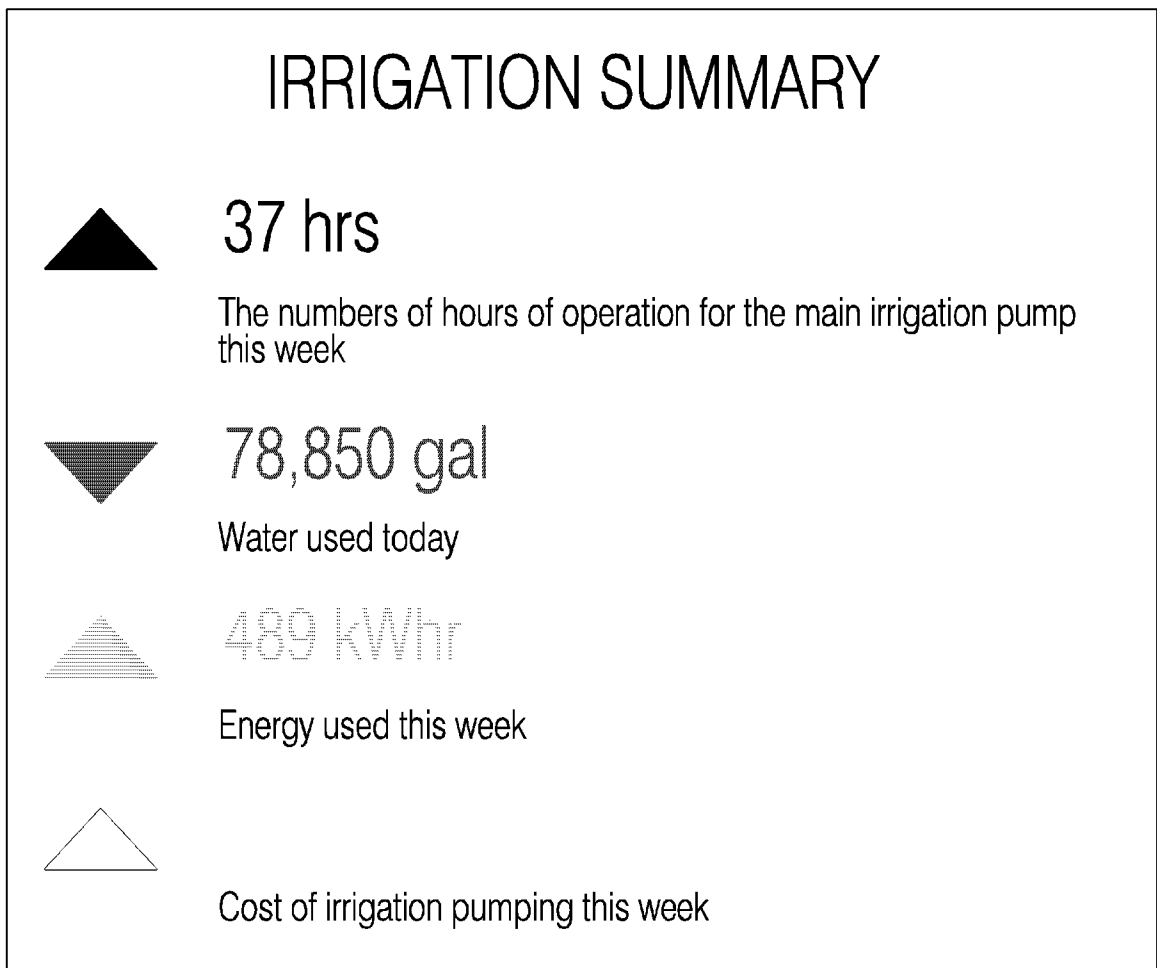 IRRIGATION SUMMARY
37 hrs
The numbers of hours of operation for the main irrigation pump
this week
78,850 gal
Water used today
489 kWhr
Energy used this week
Cost of irrigation pumping this week